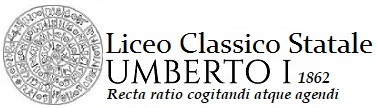 Liceo Classico Statale
UMBERTO I 1862
Recta ratio cogitandi atque agendi